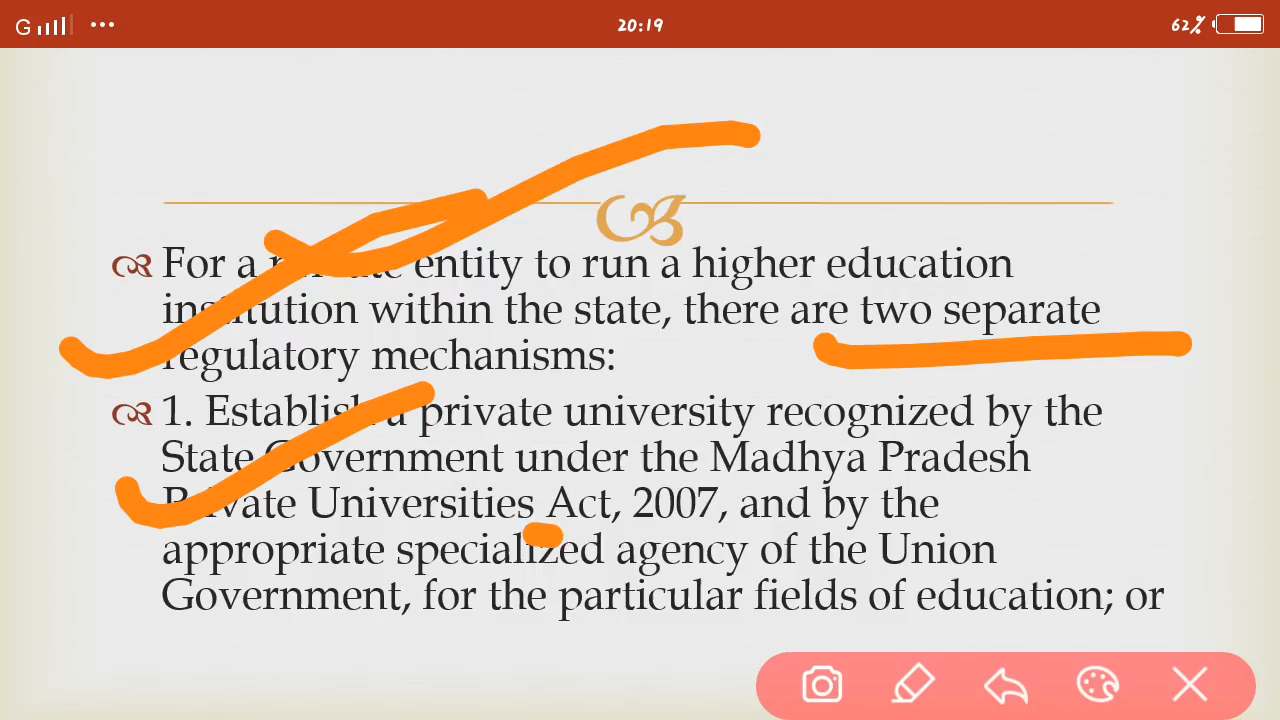 G 20:19 62%
For a private entity to run a higher education
institution within the state, there are two separate
regulatory mechanisms:
1. Establish a private university recognized by the
State Government under the Madhya Pradesh
Private Universities Act, 2007, and by the
appropriate specialized agency of the Union
Government, for the particular fields of education; or